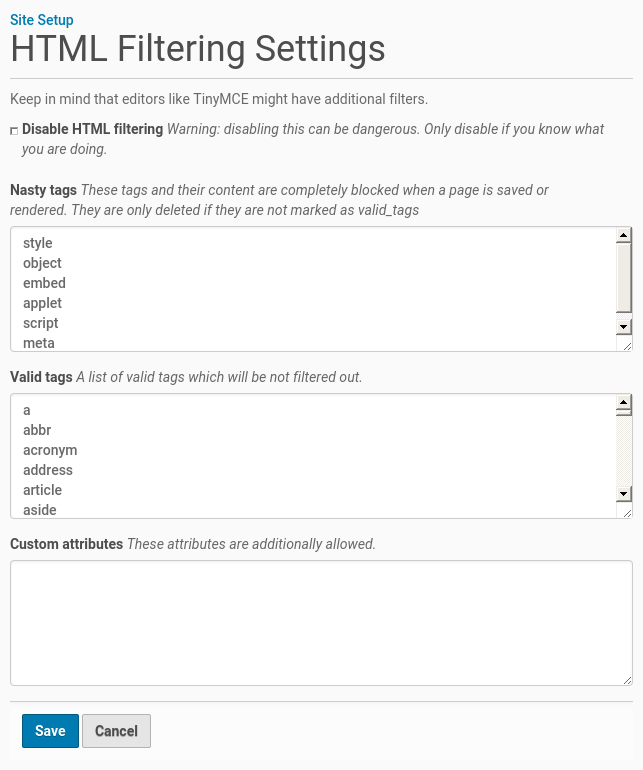 Site Setup
HTML Filtering Settings
Keep in mind that editors like TinyMCE might have additional filters.
Disable HTML filtering Warning: disabling this can be dangerous. Only disable if you know what
you are doing.
Nasty tags These tags and their content are completely blocked when a page is saved or
rendered. They are only deleted if they are not marked as valid_tags
style
object
embed
applet
script
meta
Valid tags A list of valid tags which will be not filtered out.
a
abbr
acronym
address
article
aside
Custom attributes These attributes are additionally allowed.
Save Cancel